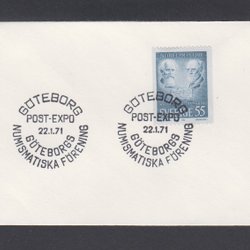 GÖTEBORG
POST-EXPO
22.1.71
GÖTEBORGS
NUMISMATISKA FÖRENING
GÖTEBORG
POST-EXPO
22.1.71
GÖTEBORGS
NUMISMATISKA FÖRENING
SVERIGE 55